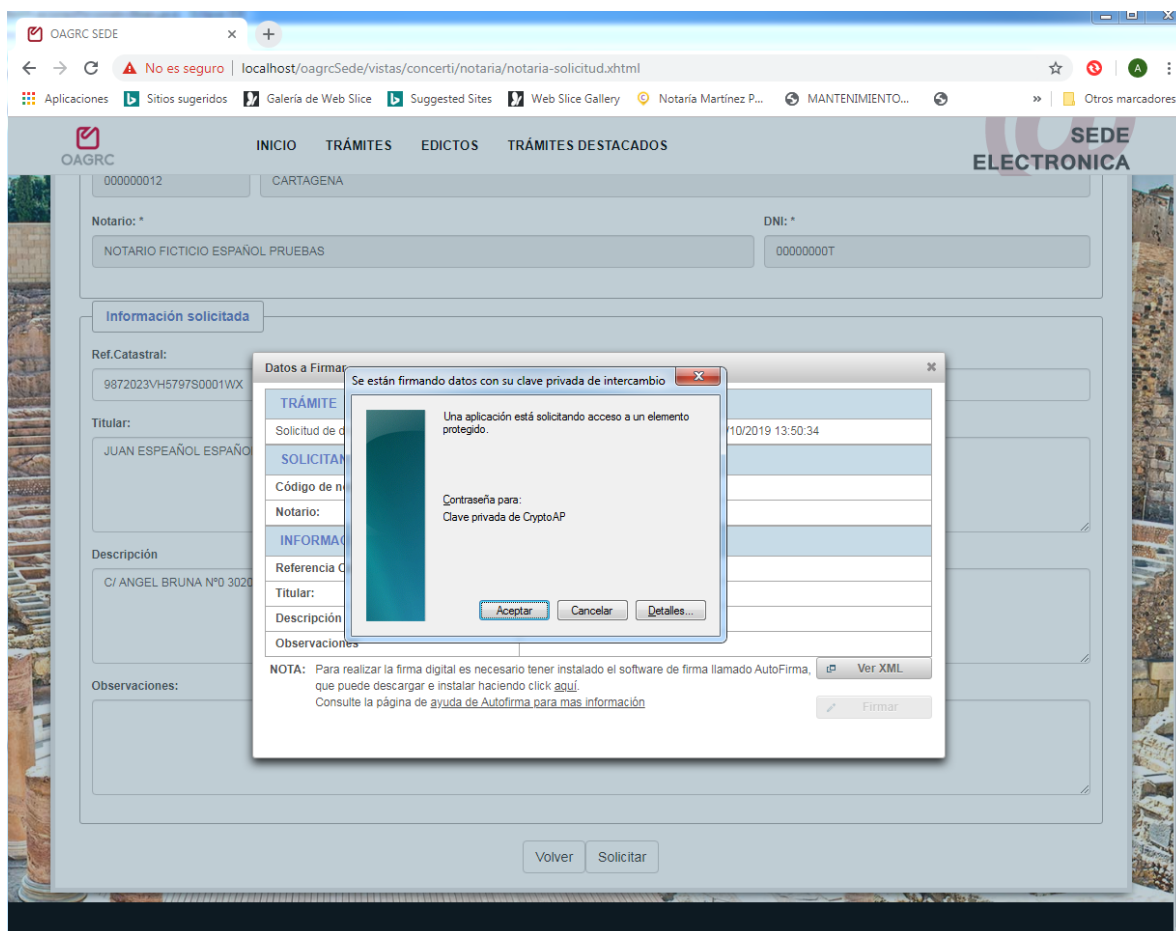 OAGRC SEDE
No es seguro | localhost/oagrcSede/vistas/concerti/notaria/notaria-solicitud.xhtml
A
Aplicaciones Sitios sugeridos Galería de Web Slice Suggested Sites Web Slice Gallery Notaría Martínez P... MANTENIMIENTO... » Otros marcadores
OAGRC
INICIO TRÁMITES EDICTOS TRÁMITES DESTACADOS
SEDE
ELECTRONICA
000000012 CARTAGENA
Notario: * DNI: *
NOTARIO FICTICIO ESPAÑOL PRUEBAS 00000000T
Información solicitada
Ref.Catastral:
9872023VH5797S0001WX
Titular:
JUAN ESPEAÑOL ESPAÑO
Descripción
C/ ANGEL BRUNA Nº0 3020
Observaciones:
Datos a Firmar
TRÁMITE
Solicitud de d /10/2019 13:50:34
SOLICITAN
Código de n
Notario:
INFORMAC
Referencia C
Titular:
Descripción
Observaciones
Se están firmando datos con su clave privada de intercambio
Una aplicación está solicitando acceso a un elemento
protegido.
Contraseña para:
Clave privada de CryptoAP
Aceptar Cancelar Detalles...
NOTA: Para realizar la firma digital es necesario tener instalado el software de firma llamado AutoFirma,
que puede descargar e instalar haciendo click aquí.
Consulte la página de ayuda de Autofirma para mas información
Ver XML
Firmar
Volver Solicitar